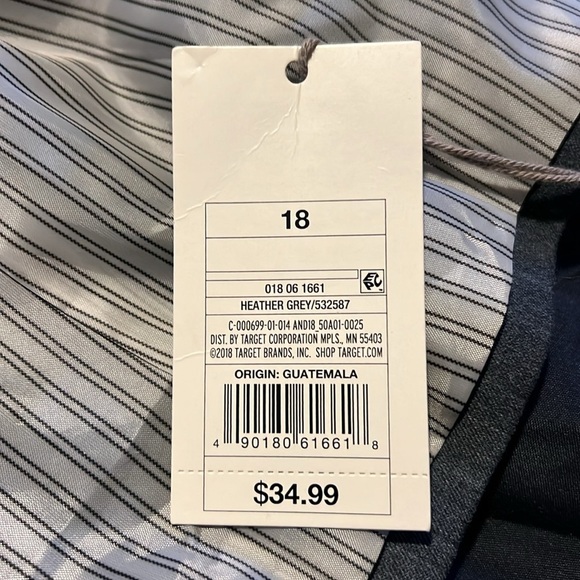 18
018 06 1661
HEATHER GREY/532587
C-000699-01-014 AND18_50A01-0025
DIST. BY TARGET CORPORATION MPLS., MN 55403
©2018 TARGET BRANDS, INC. SHOP TARGET.COM
ORIGIN: GUATEMALA
4 90180 61661 8
$34.99